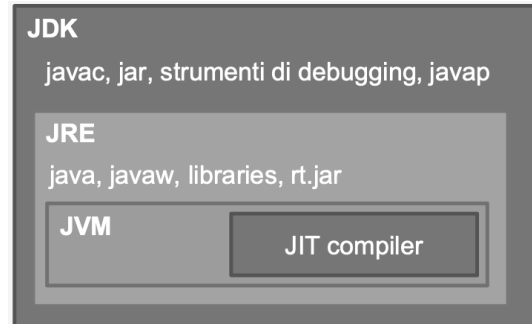 JDK
javac, jar, strumenti di debugging, javap
JRE
java, javaw, libraries, rt.jar
JVM
JIT compiler